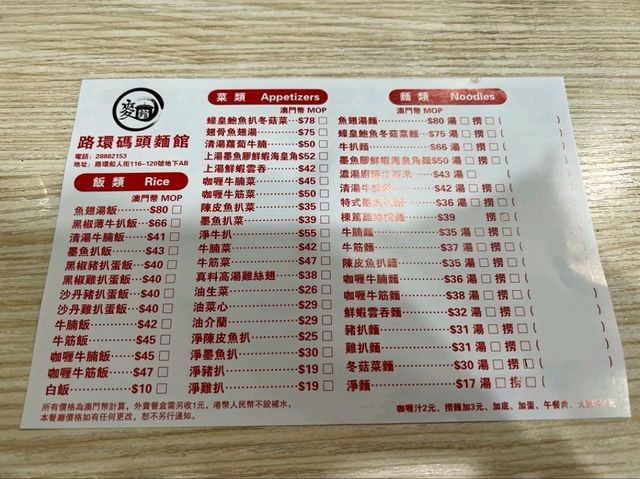 麥
路環碼頭麵館
電話：28882153
地址：路環船人街116-120號地下AB
飯類 Rice
澳門幣 MOP
魚翅湯飯 $80 □
黑椒薄牛扒飯 $66 □
清湯牛腩飯 $41 □
墨魚扒飯 $43 □
黑椒豬扒蛋飯 $40 □
黑椒雞扒蛋飯 $40 □
沙丹豬扒蛋飯 $40 □
沙丹雞扒蛋飯 $40 □
牛腩飯 $42 □
牛筋飯 $45 □
咖喱牛腩飯 $45 □
咖喱牛筋飯 $47 □
白飯 $10 □
菜類 Appetizers
澳門幣 MOP
蠔皇鮑魚扒冬菇菜 $78 □
翅骨魚翅湯 $75 □
清湯蘿蔔牛腩 $50 □
上湯墨魚膠鮮蝦海皇角 $52 □
上湯鮮蝦雲吞 $42 □
咖喱牛腩菜 $45 □
咖喱牛筋菜 $50 □
陳皮魚扒菜 $35 □
墨魚扒菜 $39 □
淨牛扒 $55 □
牛腩菜 $42 □
牛筋菜 $47 □
真料高湯雞絲翅 $38 □
油生菜 $26 □
油菜心 $29 □
油介蘭 $29 □
淨陳皮魚扒 $25 □
淨墨魚扒 $30 □
淨豬扒 $19 □
淨雞扒 $19 □
麵類 Noodles
澳門幣 MOP
魚翅湯麵 $80 湯 □ 撈 □ ( )
蠔皇鮑魚冬菇菜麵 $75 湯 □ 撈 □ ( )
牛扒麵 $66 湯 □ 撈 □ ( )
墨魚膠鮮蝦海皇角麵 $50 湯 □ 撈 □ ( )
濃湯廚師 $43 湯 □ ( )
清湯牛腩麵 $42 湯 □ 撈 □ ( )
特式墨魚扒麵 $36 湯 □ 撈 □ ( )
棟篤雞絲撈麵 $39 撈 □ ( )
牛腩麵 $35 湯 □ 撈 □ ( )
牛筋麵 $37 湯 □ 撈 □ ( )
陳皮魚扒麵 $35 湯 □ 撈 □ ( )
咖喱牛腩麵 $36 湯 □ 撈 □ ( )
咖喱牛筋麵 $38 湯 □ 撈 □ ( )
鮮蝦雲吞麵 $32 湯 □ 撈 □ ( )
豬扒麵 $31 湯 □ 撈 □ ( )
雞扒麵 $31 湯 □ 撈 □ ( )
冬菇菜麵 $30 湯 □ 撈 □ ( )
淨麵 $17 湯 □ 撈 □ ( )
所有價格為澳門幣計算，外賣餐盒需另收1元，港幣人民幣不設補水，
本餐廳價格如有任何更改，恕不另行通知。
咖喱汁2元、撈麵加3元、加底、加蛋、午餐肉、大